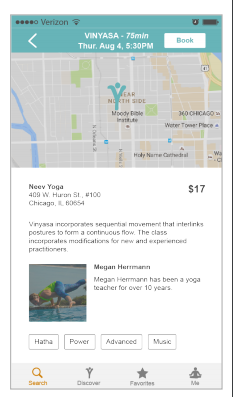 Verizon
VINYASA - 75min
Thur. Aug 4, 5:30PM
Book
NEAR
NORTH SIDE
Moody Bible
Institute
360 CHICAGO
Water Tower Place
Holy Name Cathedral
Neev Yoga
$17
409 W. Huron St., #100
Chicago, IL 60654
Vinyasa incorporates sequential movement that interlinks
postures to form a continuous flow. The class
incorporates modifications for new and experienced
practitioners.
Megan Herrmann
Megan Herrmann has been a yoga
teacher for over 10 years.
Hatha
Power
Advanced
Music
Search
Discover
Favorites
Me